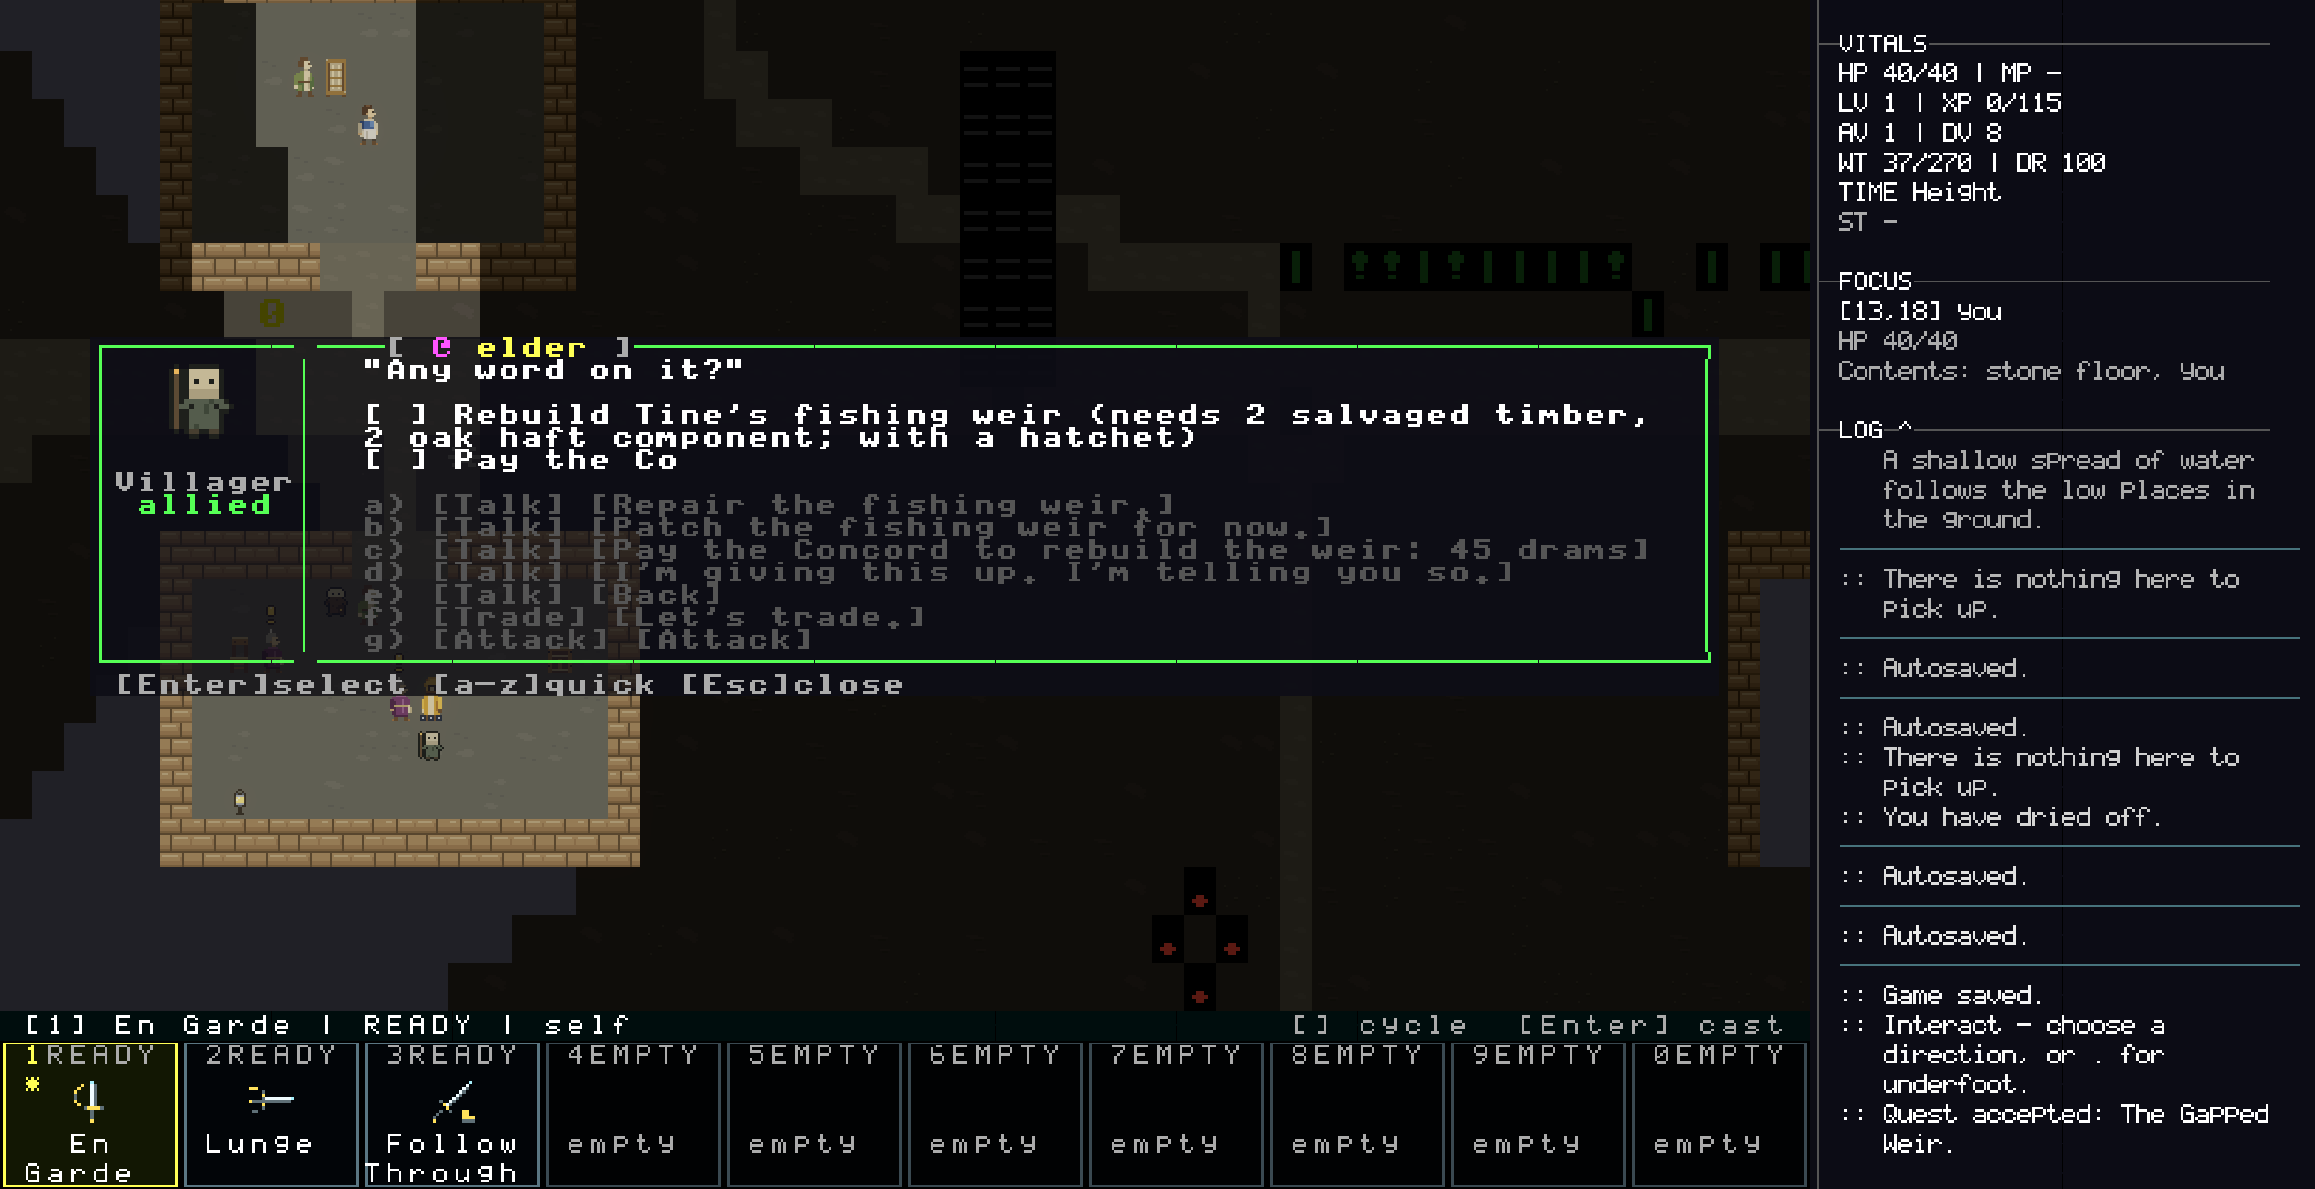 [ @ elder ]
"Any word on it?"
[ ] Rebuild Tine's fishing weir (needs 2 salvaged timber,
2 oak haft component; with a hatchet)
[ ] Pay the Co
Villager
allied
a) [Talk] [Repair the fishing weir.]
b) [Talk] [Patch the fishing weir for now.]
c) [Talk] [Pay the Concord to rebuild the weir: 45 drams]
d) [Talk] [I'm giving this up. I'm telling you so.]
e) [Talk] [Back]
f) [Trade] [Let's trade.]
g) [Attack] [Attack]
[Enter]select [a-z]quick [Esc]close
[1] En Garde | READY | self
[] cycle [Enter] cast
1READY
En
Garde
2READY
Lunge
3READY
Follow
Through
4EMPTY
empty
5EMPTY
empty
6EMPTY
empty
7EMPTY
empty
8EMPTY
empty
9EMPTY
empty
0EMPTY
empty
VITALS
HP 40/40 | MP -
LV 1 | XP 0/115
AV 1 | DV 8
WT 37/270 | DR 100
TIME Height
ST -
FOCUS
[13,18] You
HP 40/40
Contents: stone floor, You
LOG ^
A shallow spread of water
follows the low places in
the ground.
:: There is nothing here to
pick up.
:: Autosaved.
:: Autosaved.
:: There is nothing here to
pick up.
:: You have dried off.
:: Autosaved.
:: Autosaved.
:: Game saved.
:: Interact - choose a
direction, or . for
underfoot.
:: Quest accepted: The Gapped
Weir.